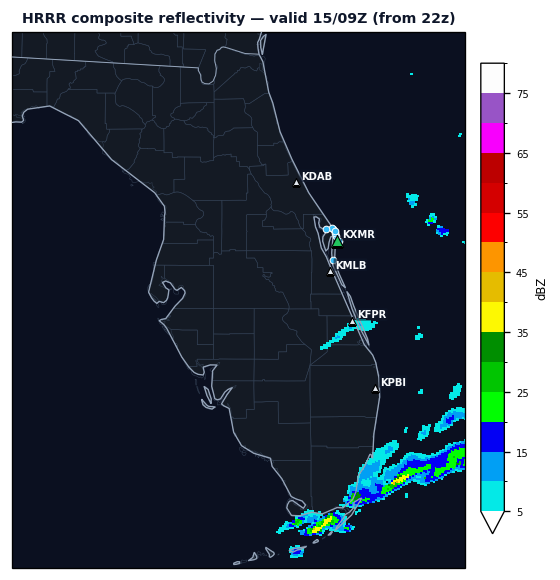 HRRR composite reflectivity — valid 15/09Z (from 22z)
KDAB
KXMR
KMLB
KFPR
KPBI
75
65
55
45
35
25
15
5
dBZ